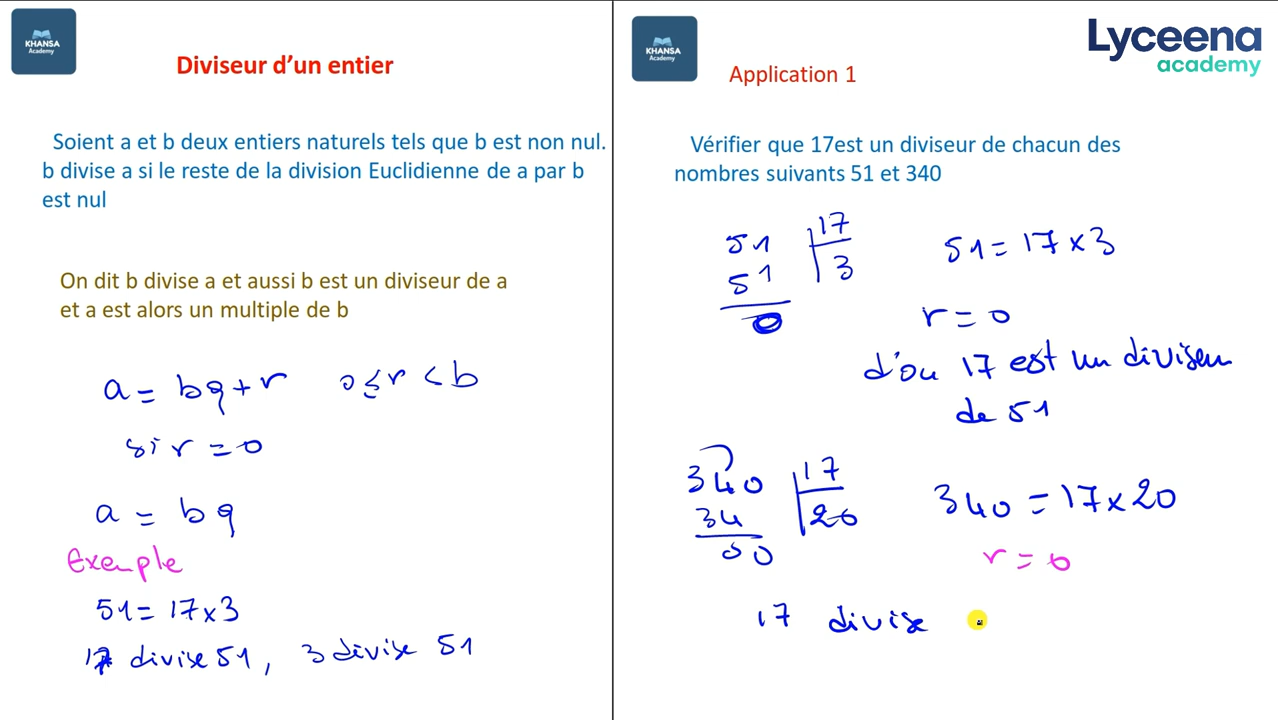 KHANSA
Academy
Diviseur d'un entier
Soient a et b deux entiers naturels tels que b est non nul.
b divise a si le reste de la division Euclidienne de a par b
est nul
On dit b divise a et aussi b est un diviseur de a
et a est alors un multiple de b
a = bq + r 0 ≤ r < b
si r = 0
a = bq
Exemple
51 = 17 x 3
17 divise 51, 3 divise 51
KHANSA
Academy
Lyceena
academy
Application 1
Vérifier que 17est un diviseur de chacun des
nombres suivants 51 et 340
51 17
51 3
0
51 = 17 x 3
r = 0
d'ou 17 est un diviseur
de 51
340 17
34 20
00
340 = 17 x 20
r = 0
17 divise